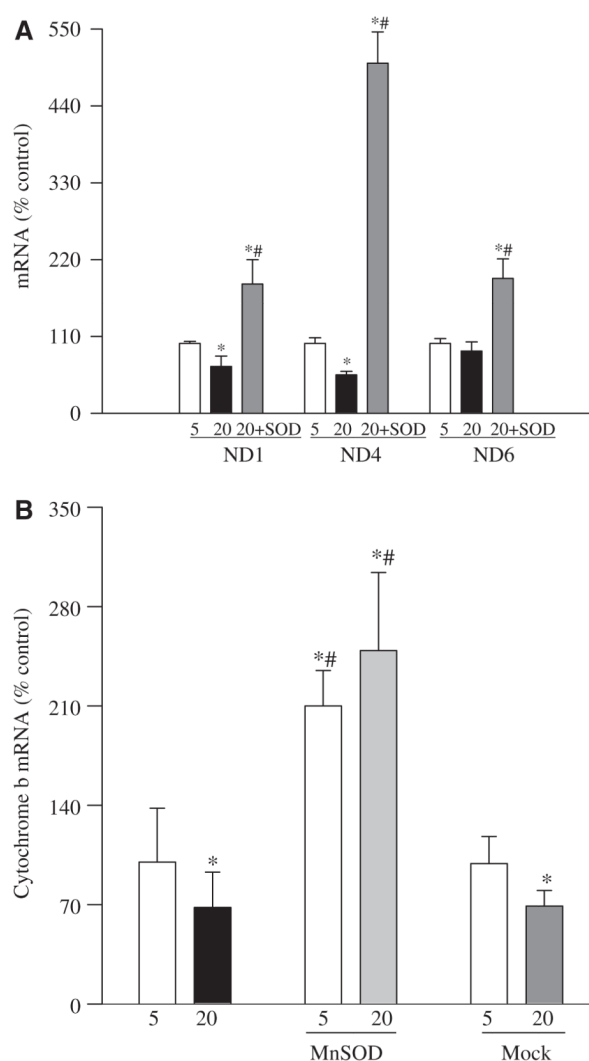 A
550
440
330
220
110
0
mRNA (% control)
*
*#
*
*#
*#
5 20 20+SOD 5 20 20+SOD 5 20 20+SOD
ND1 ND4 ND6
B
350
280
210
140
70
0
Cytochrome b mRNA (% control)
*
*#
*#
*
5 20 5 20 5 20
MnSOD Mock